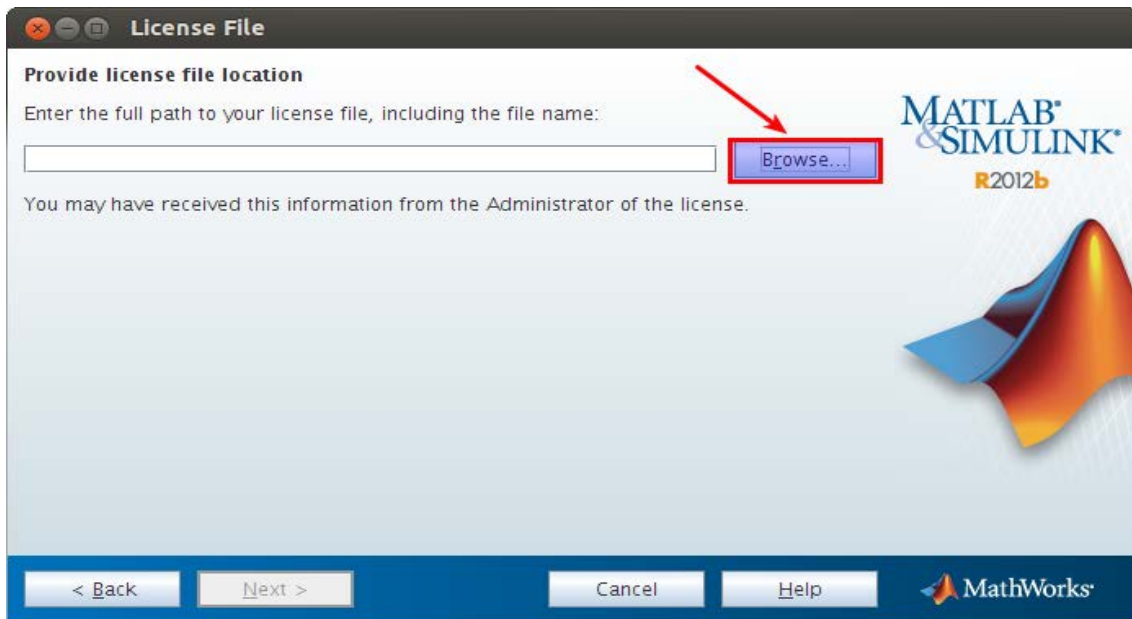 License File
Provide license file location
Enter the full path to your license file, including the file name:
Browse...
You may have received this information from the Administrator of the license.
MATLAB®
&SIMULINK®
R2012b
< Back
Next >
Cancel
Help
MathWorks®